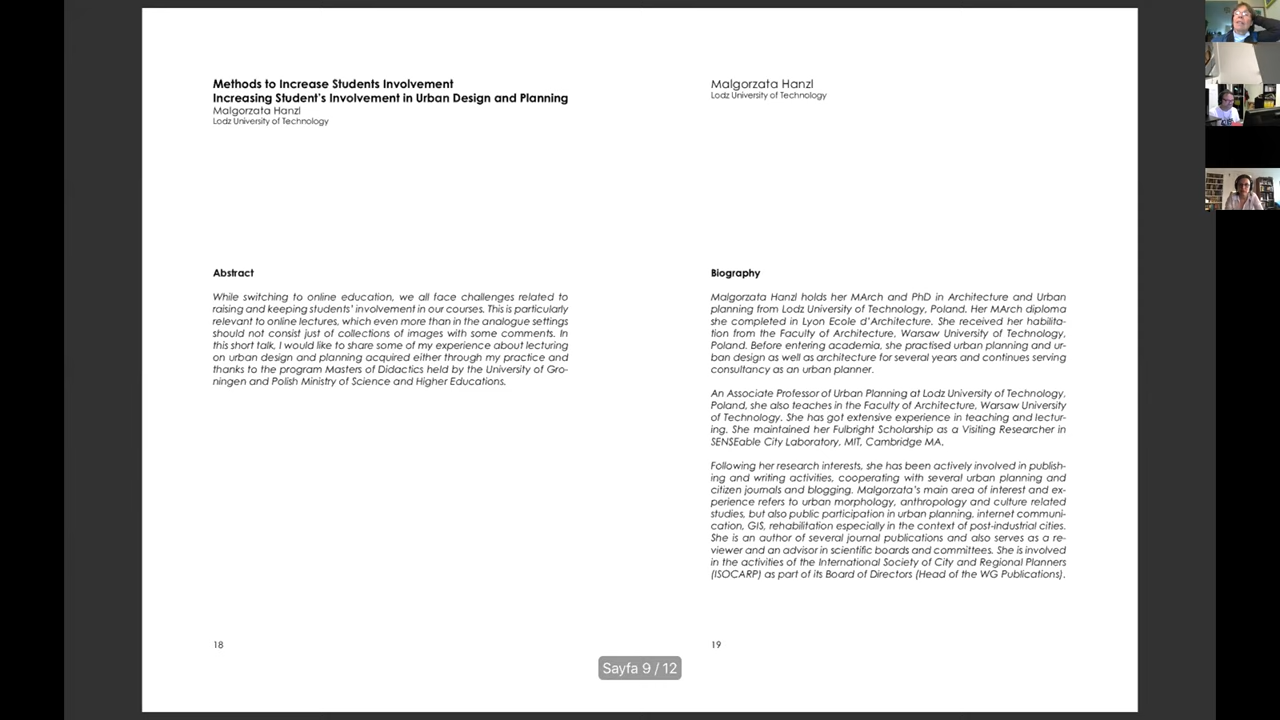 Methods to Increase Students Involvement
Increasing Student's Involvement in Urban Design and Planning
Malgorzata Hanzl
Lodz University of Technology
Abstract
While switching to online education, we all face challenges related to
raising and keeping students' involvement in our courses. This is particularly
relevant to online lectures, which even more than in the analogue settings
should not consist just of collections of images with some comments. In
this short talk, I would like to share some of my experience about lecturing
on urban design and planning acquired either through my practice and
thanks to the program Masters of Didactics held by the University of Gro-
ningen and Polish Ministry of Science and Higher Educations.
18
Malgorzata Hanzl
Lodz University of Technology
Biography
Malgorzata Hanzl holds her MArch and PhD in Architecture and Urban
planning from Lodz University of Technology, Poland. Her MArch diploma
she completed in Lyon Ecole d'Architecture. She received her habilita-
tion from the Faculty of Architecture, Warsaw University of Technology,
Poland. Before entering academia, she practised urban planning and ur-
ban design as well as architecture for several years and continues serving
consultancy as an urban planner.
An Associate Professor of Urban Planning at Lodz University of Technology,
Poland, she also teaches in the Faculty of Architecture, Warsaw University
of Technology. She has got extensive experience in teaching and lectur-
ing. She maintained her Fulbright Scholarship as a Visiting Researcher in
SENSEable City Laboratory, MIT, Cambridge MA.
Following her research interests, she has been actively involved in publish-
ing and writing activities, cooperating with several urban planning and
citizen journals and blogging. Malgorzata's main area of interest and ex-
perience refers to urban morphology, anthropology and culture related
studies, but also public participation in urban planning, internet communi-
cation, GIS, rehabilitation especially in the context of post-industrial cities.
She is an author of several journal publications and also serves as a re-
viewer and an advisor in scientific boards and committees. She is involved
in the activities of the International Society of City and Regional Planners
(ISOCARP) as part of its Board of Directors (Head of the WG Publications).
19
Sayfa 9 / 12